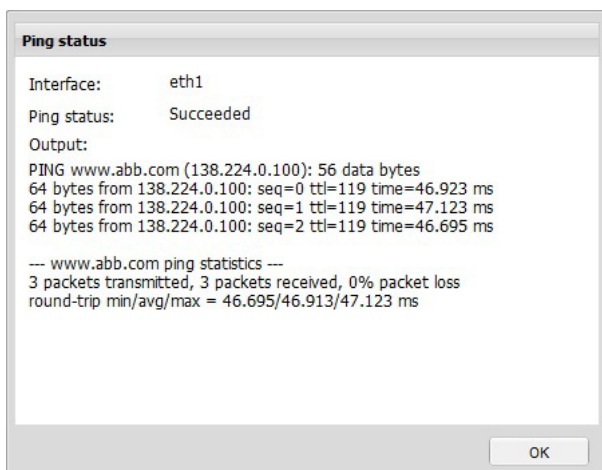 Ping status
Interface: eth1
Ping status: Succeeded
Output:
PING www.abb.com (138.224.0.100): 56 data bytes
64 bytes from 138.224.0.100: seq=0 ttl=119 time=46.923 ms
64 bytes from 138.224.0.100: seq=1 ttl=119 time=47.123 ms
64 bytes from 138.224.0.100: seq=2 ttl=119 time=46.695 ms
--- www.abb.com ping statistics ---
3 packets transmitted, 3 packets received, 0% packet loss
round-trip min/avg/max = 46.695/46.913/47.123 ms
OK